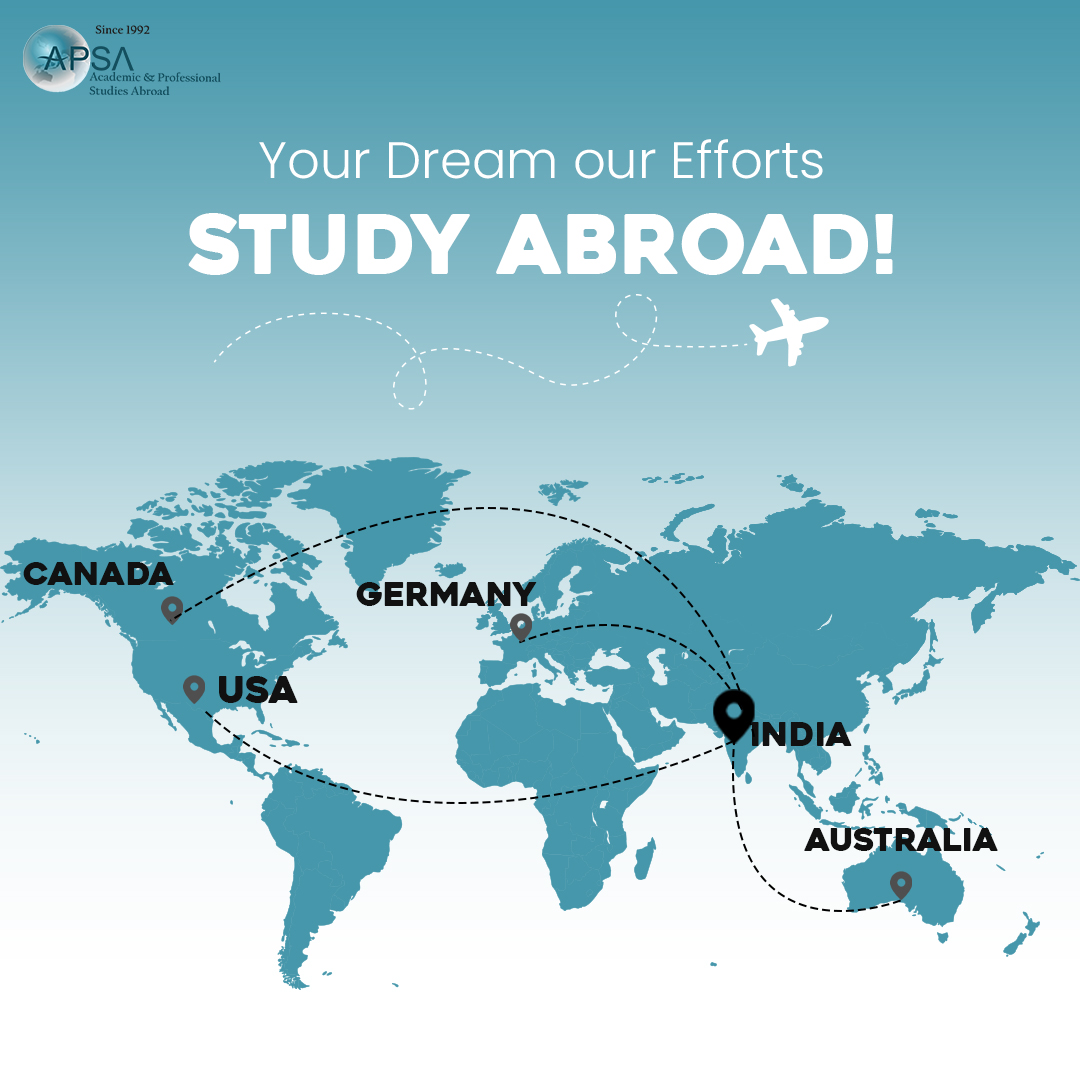 Since 1992
APSA
Academic & Professional
Studies Abroad
Your Dream our Efforts
STUDY ABROAD!
CANADA
GERMANY
USA
INDIA
AUSTRALIA